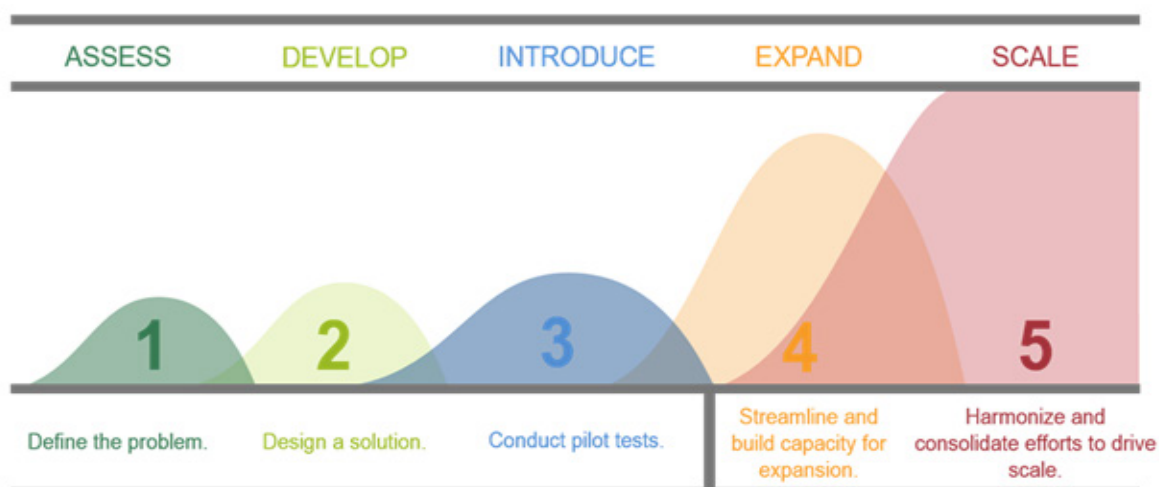 ASSESS DEVELOP INTRODUCE EXPAND SCALE
1 2 3 4 5
Define the problem.
Design a solution.
Conduct pilot tests.
Streamline and
build capacity for
expansion.
Harmonize and
consolidate efforts to drive
scale.